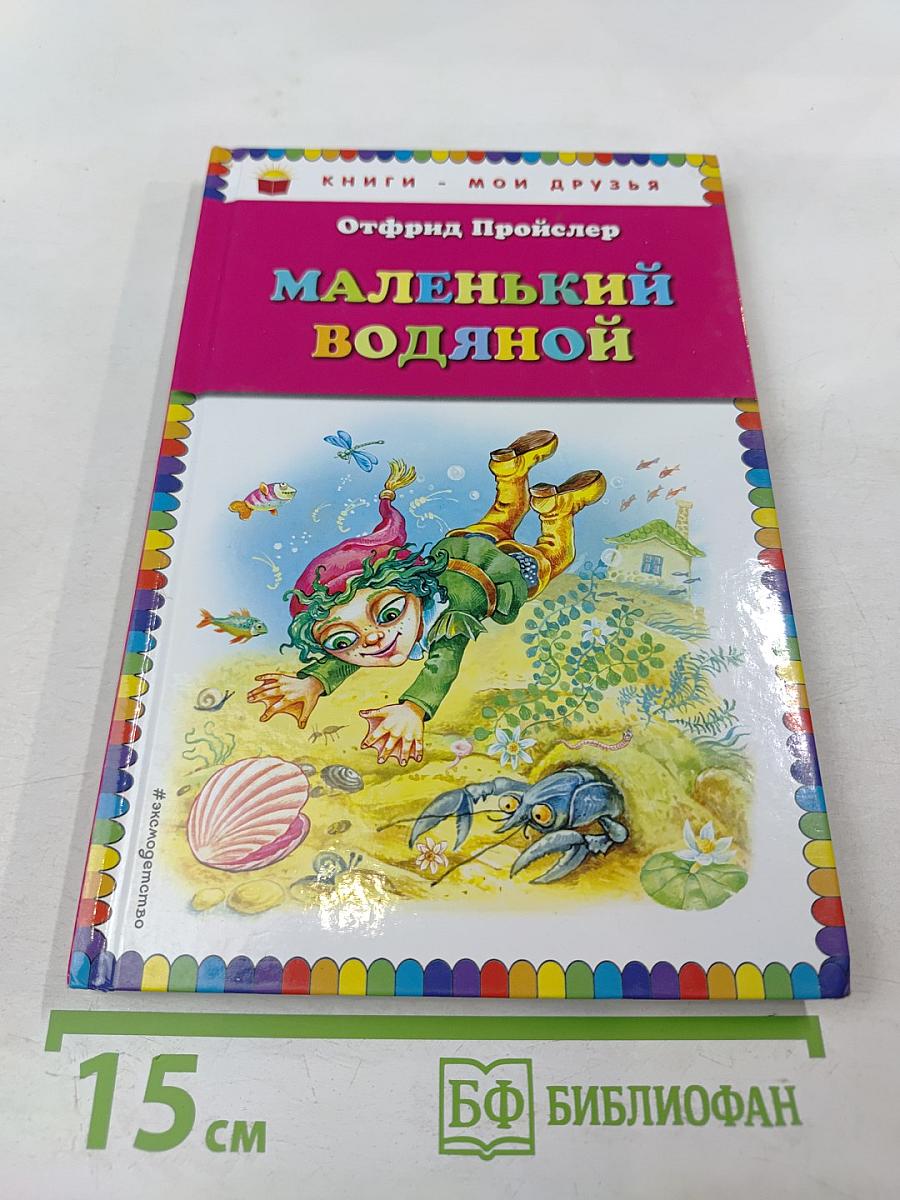 КНИГИ - МОИ ДРУЗЬЯ
Отфрид Пройслер
МАЛЕНЬКИЙ
ВОДЯНОЙ
#эксмодетство
15 см
БФ БИБЛИОФАН